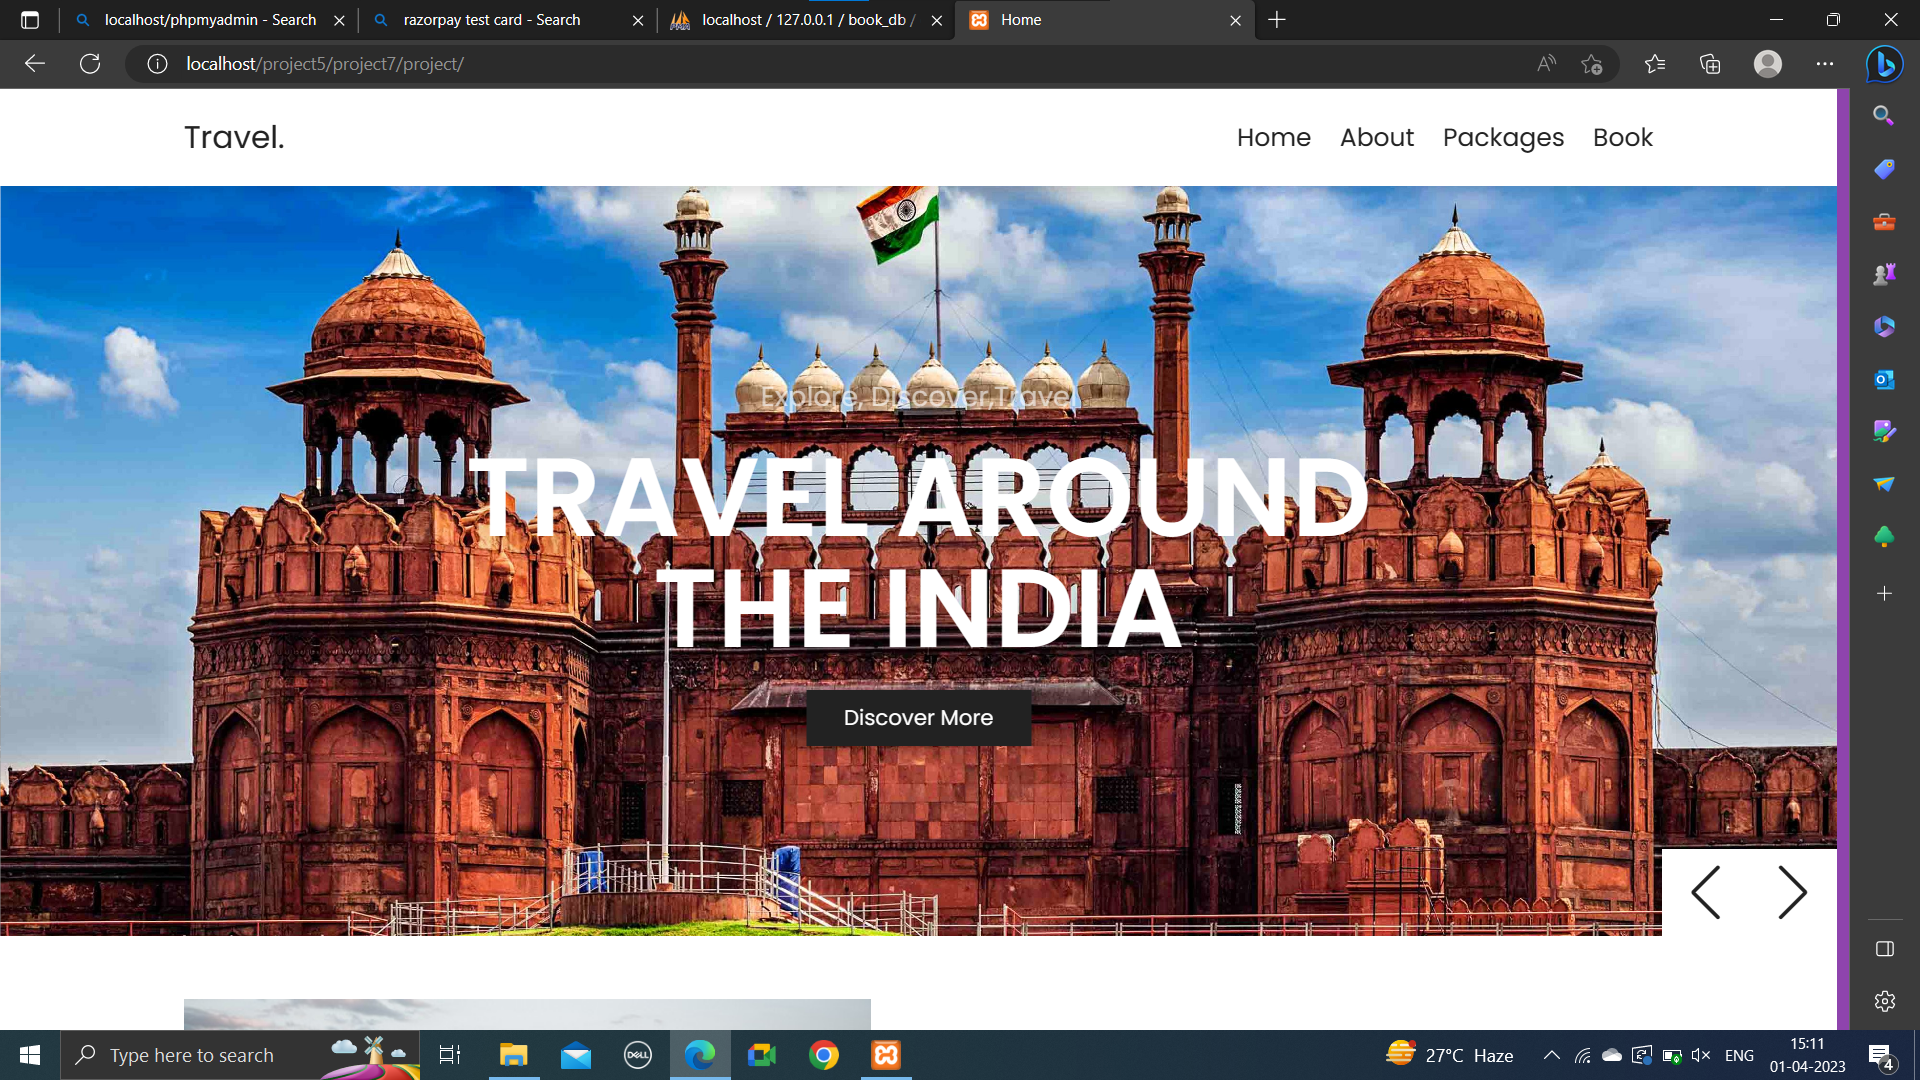 localhost/phpmyadmin - Search
razorpay test card - Search
localhost / 127.0.0.1 / book_db /
Home
localhost/project5/project7/project/
Travel.
Home About Packages Book
Explore, Discover,Travel
TRAVEL AROUND
THE INDIA
Discover More
Type here to search
DELL
27°C Haze
ENG
15:11
01-04-2023
4